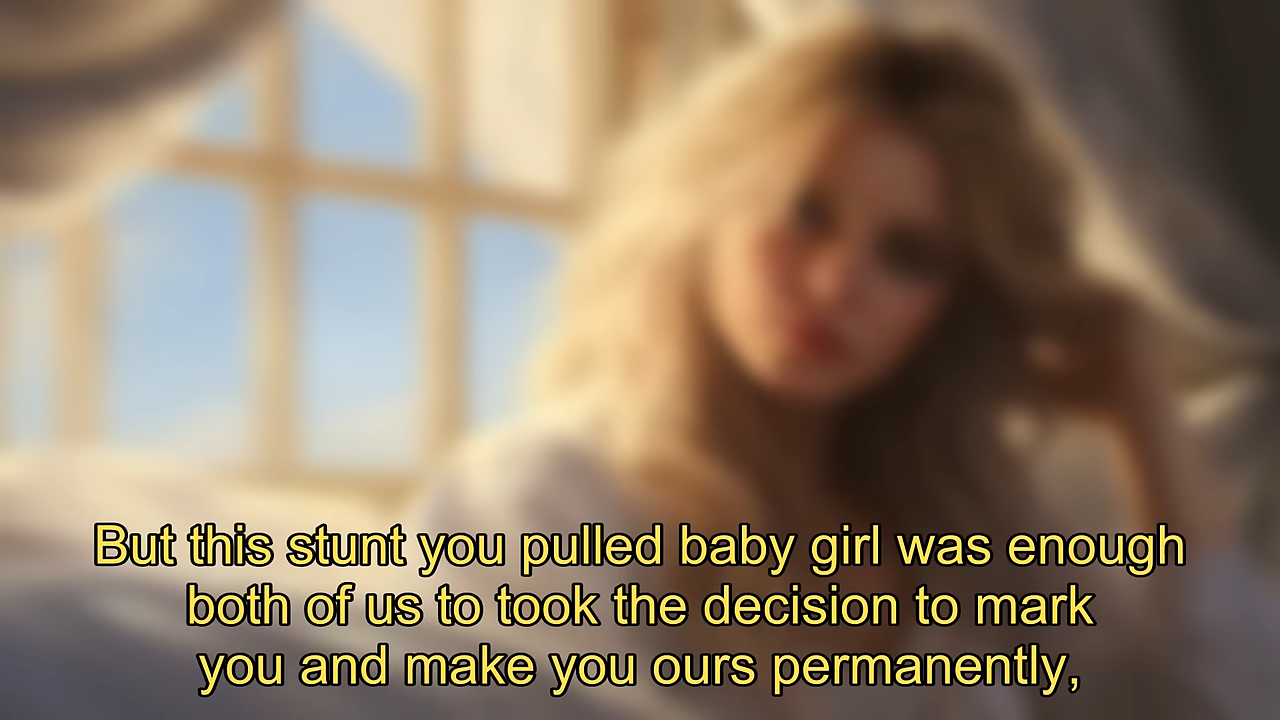 But this stunt you pulled baby girl was enough
both of us to took the decision to mark
you and make you ours permanently,